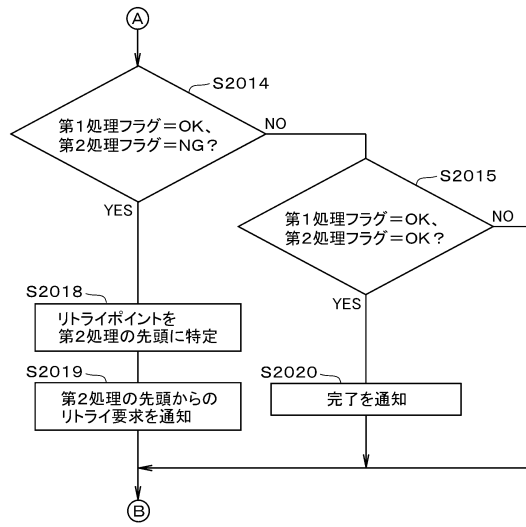 A
S2014
第1処理フラグ=OK、
第2処理フラグ=NG?
NO
YES
S2015
第1処理フラグ=OK、
第2処理フラグ=OK?
NO
YES
S2018
リトライポイントを
第2処理の先頭に特定
S2019
第2処理の先頭からの
リトライ要求を通知
S2020
完了を通知
B